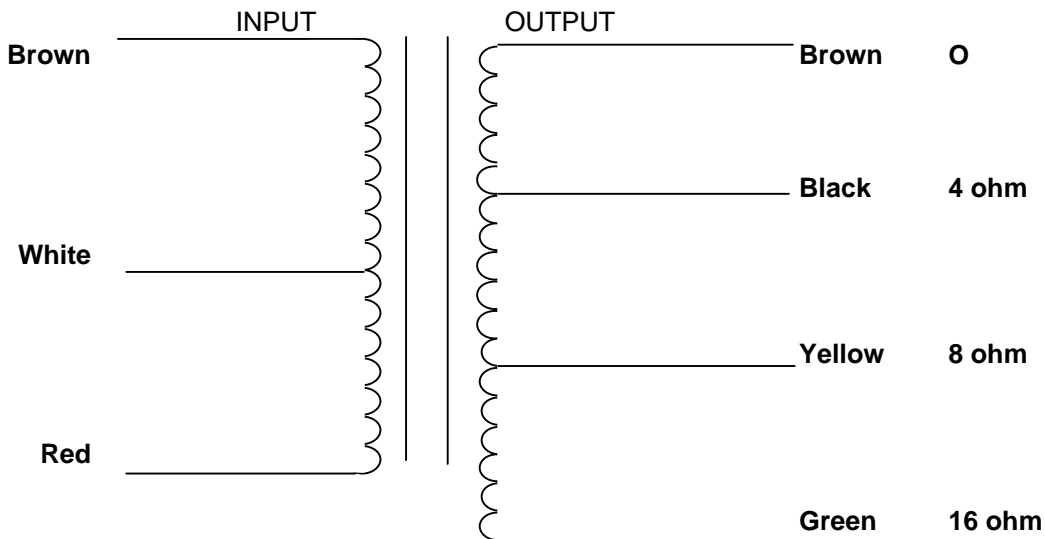 INPUT OUTPUT
Brown Brown O
Black 4 ohm
White
Yellow 8 ohm
Red
Green 16 ohm